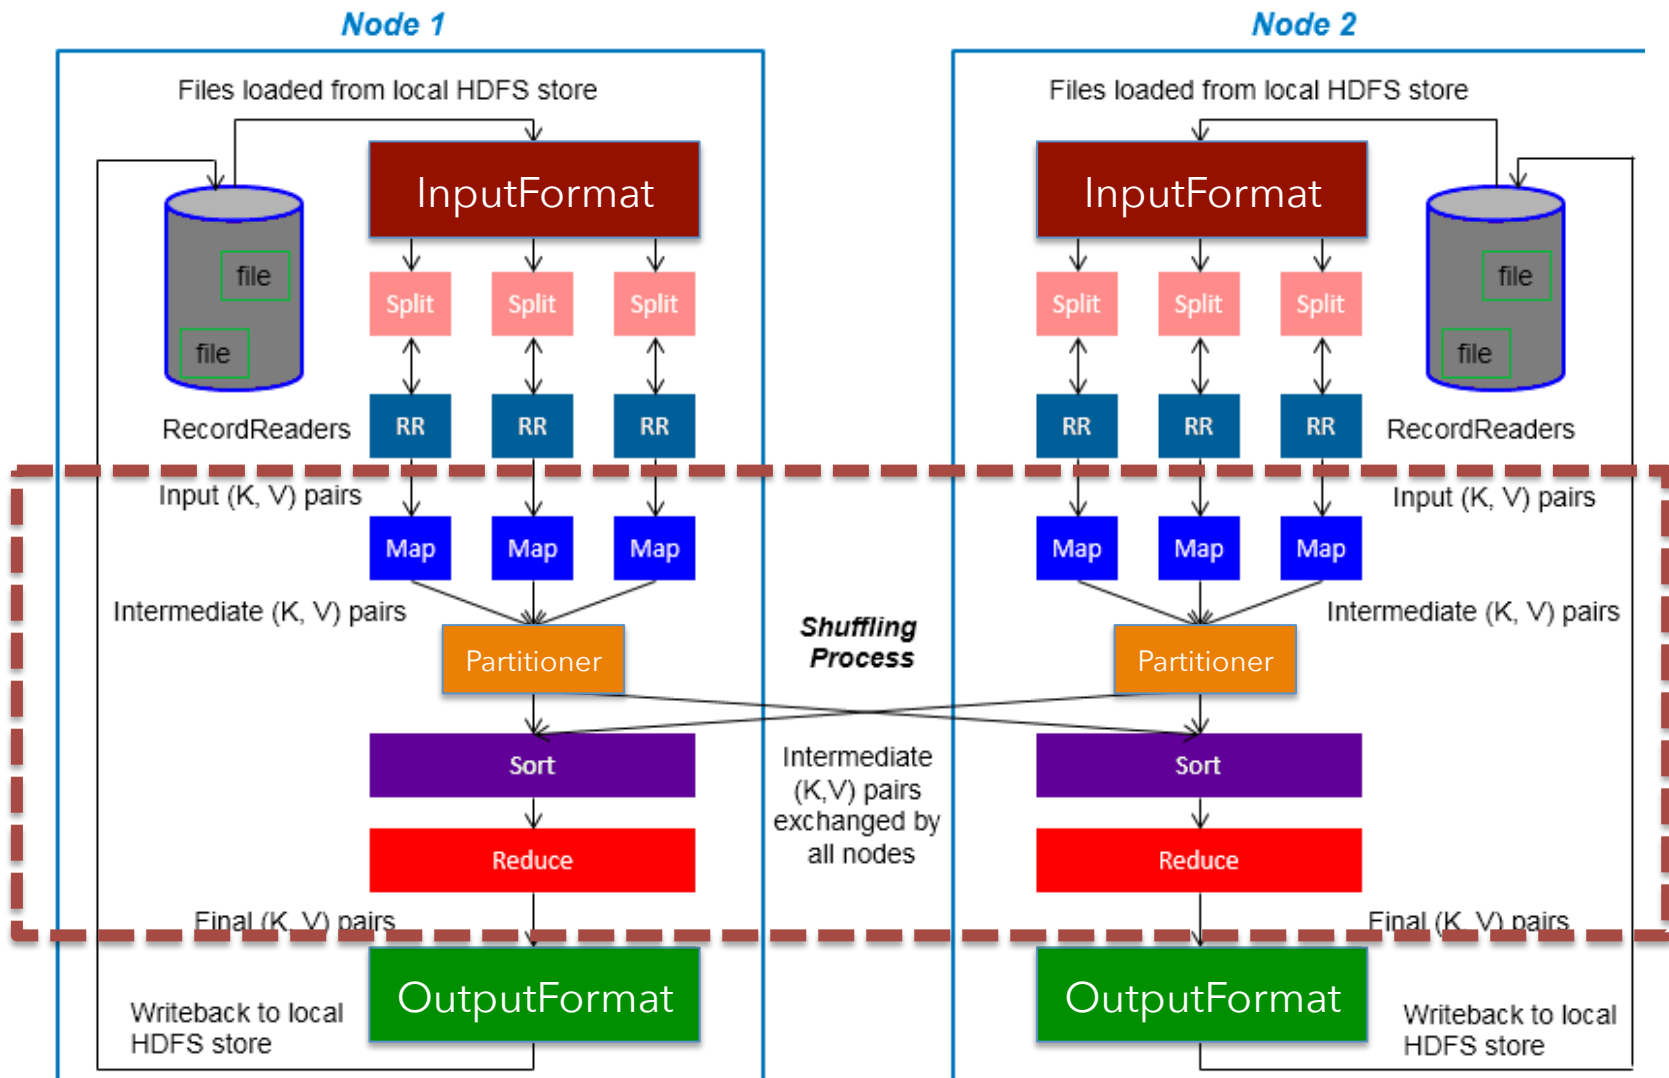 Node 1
Node 2
Files loaded from local HDFS store
Files loaded from local HDFS store
InputFormat
InputFormat
file
file
Split
Split
Split
Split
Split
Split
file
file
RecordReaders
RR
RR
RR
RR
RR
RR
RecordReaders
Input (K, V) pairs
Input (K, V) pairs
Map
Map
Map
Map
Map
Map
Intermediate (K, V) pairs
Intermediate (K, V) pairs
Shuffling
Process
Partitioner
Partitioner
Sort
Sort
Intermediate
(K,V) pairs
exchanged by
all nodes
Reduce
Reduce
Final (K, V) pairs
Final (K, V) pairs
OutputFormat
OutputFormat
Writeback to local
HDFS store
Writeback to local
HDFS store